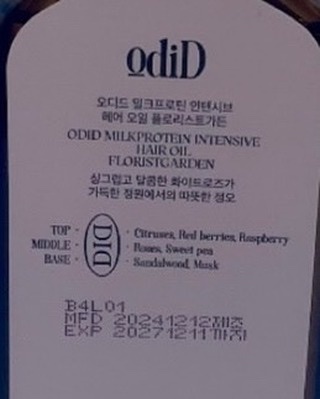 odiD
오디드 밀크프로틴 인텐시브
헤어 오일 플로리스트가든
ODID MILKPROTEIN INTENSIVE
HAIR OIL
FLORISTGARDEN
싱그럽고 달콤한 화이트로즈가
가득한 정원에서의 따뜻한 정오
TOP - Citruses, Red berries, Raspberry
MIDDLE - Roses, Sweet pea
BASE - Sandalwood, Musk
DID
B4L01
MFD 20241212제조
EXP 20271211까지